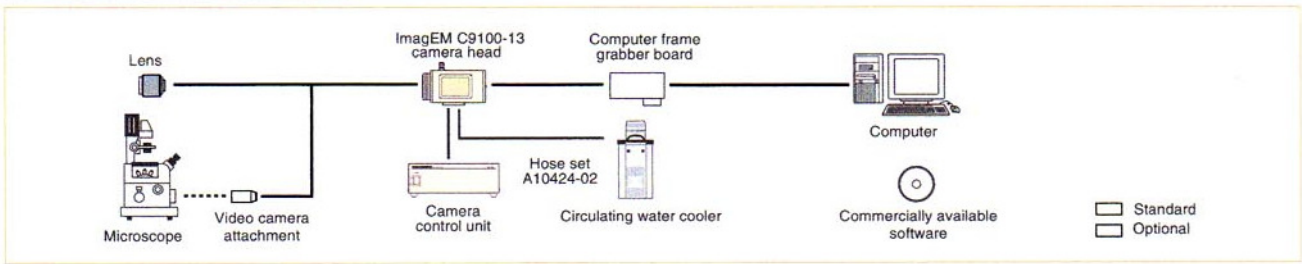 ImagEM C9100-13
camera head
Computer frame
grabber board
Lens
Computer
Hose set
A10424-02
Microscope
Video camera
attachment
Camera
control unit
Circulating water cooler
Commercially available
software
Standard
Optional